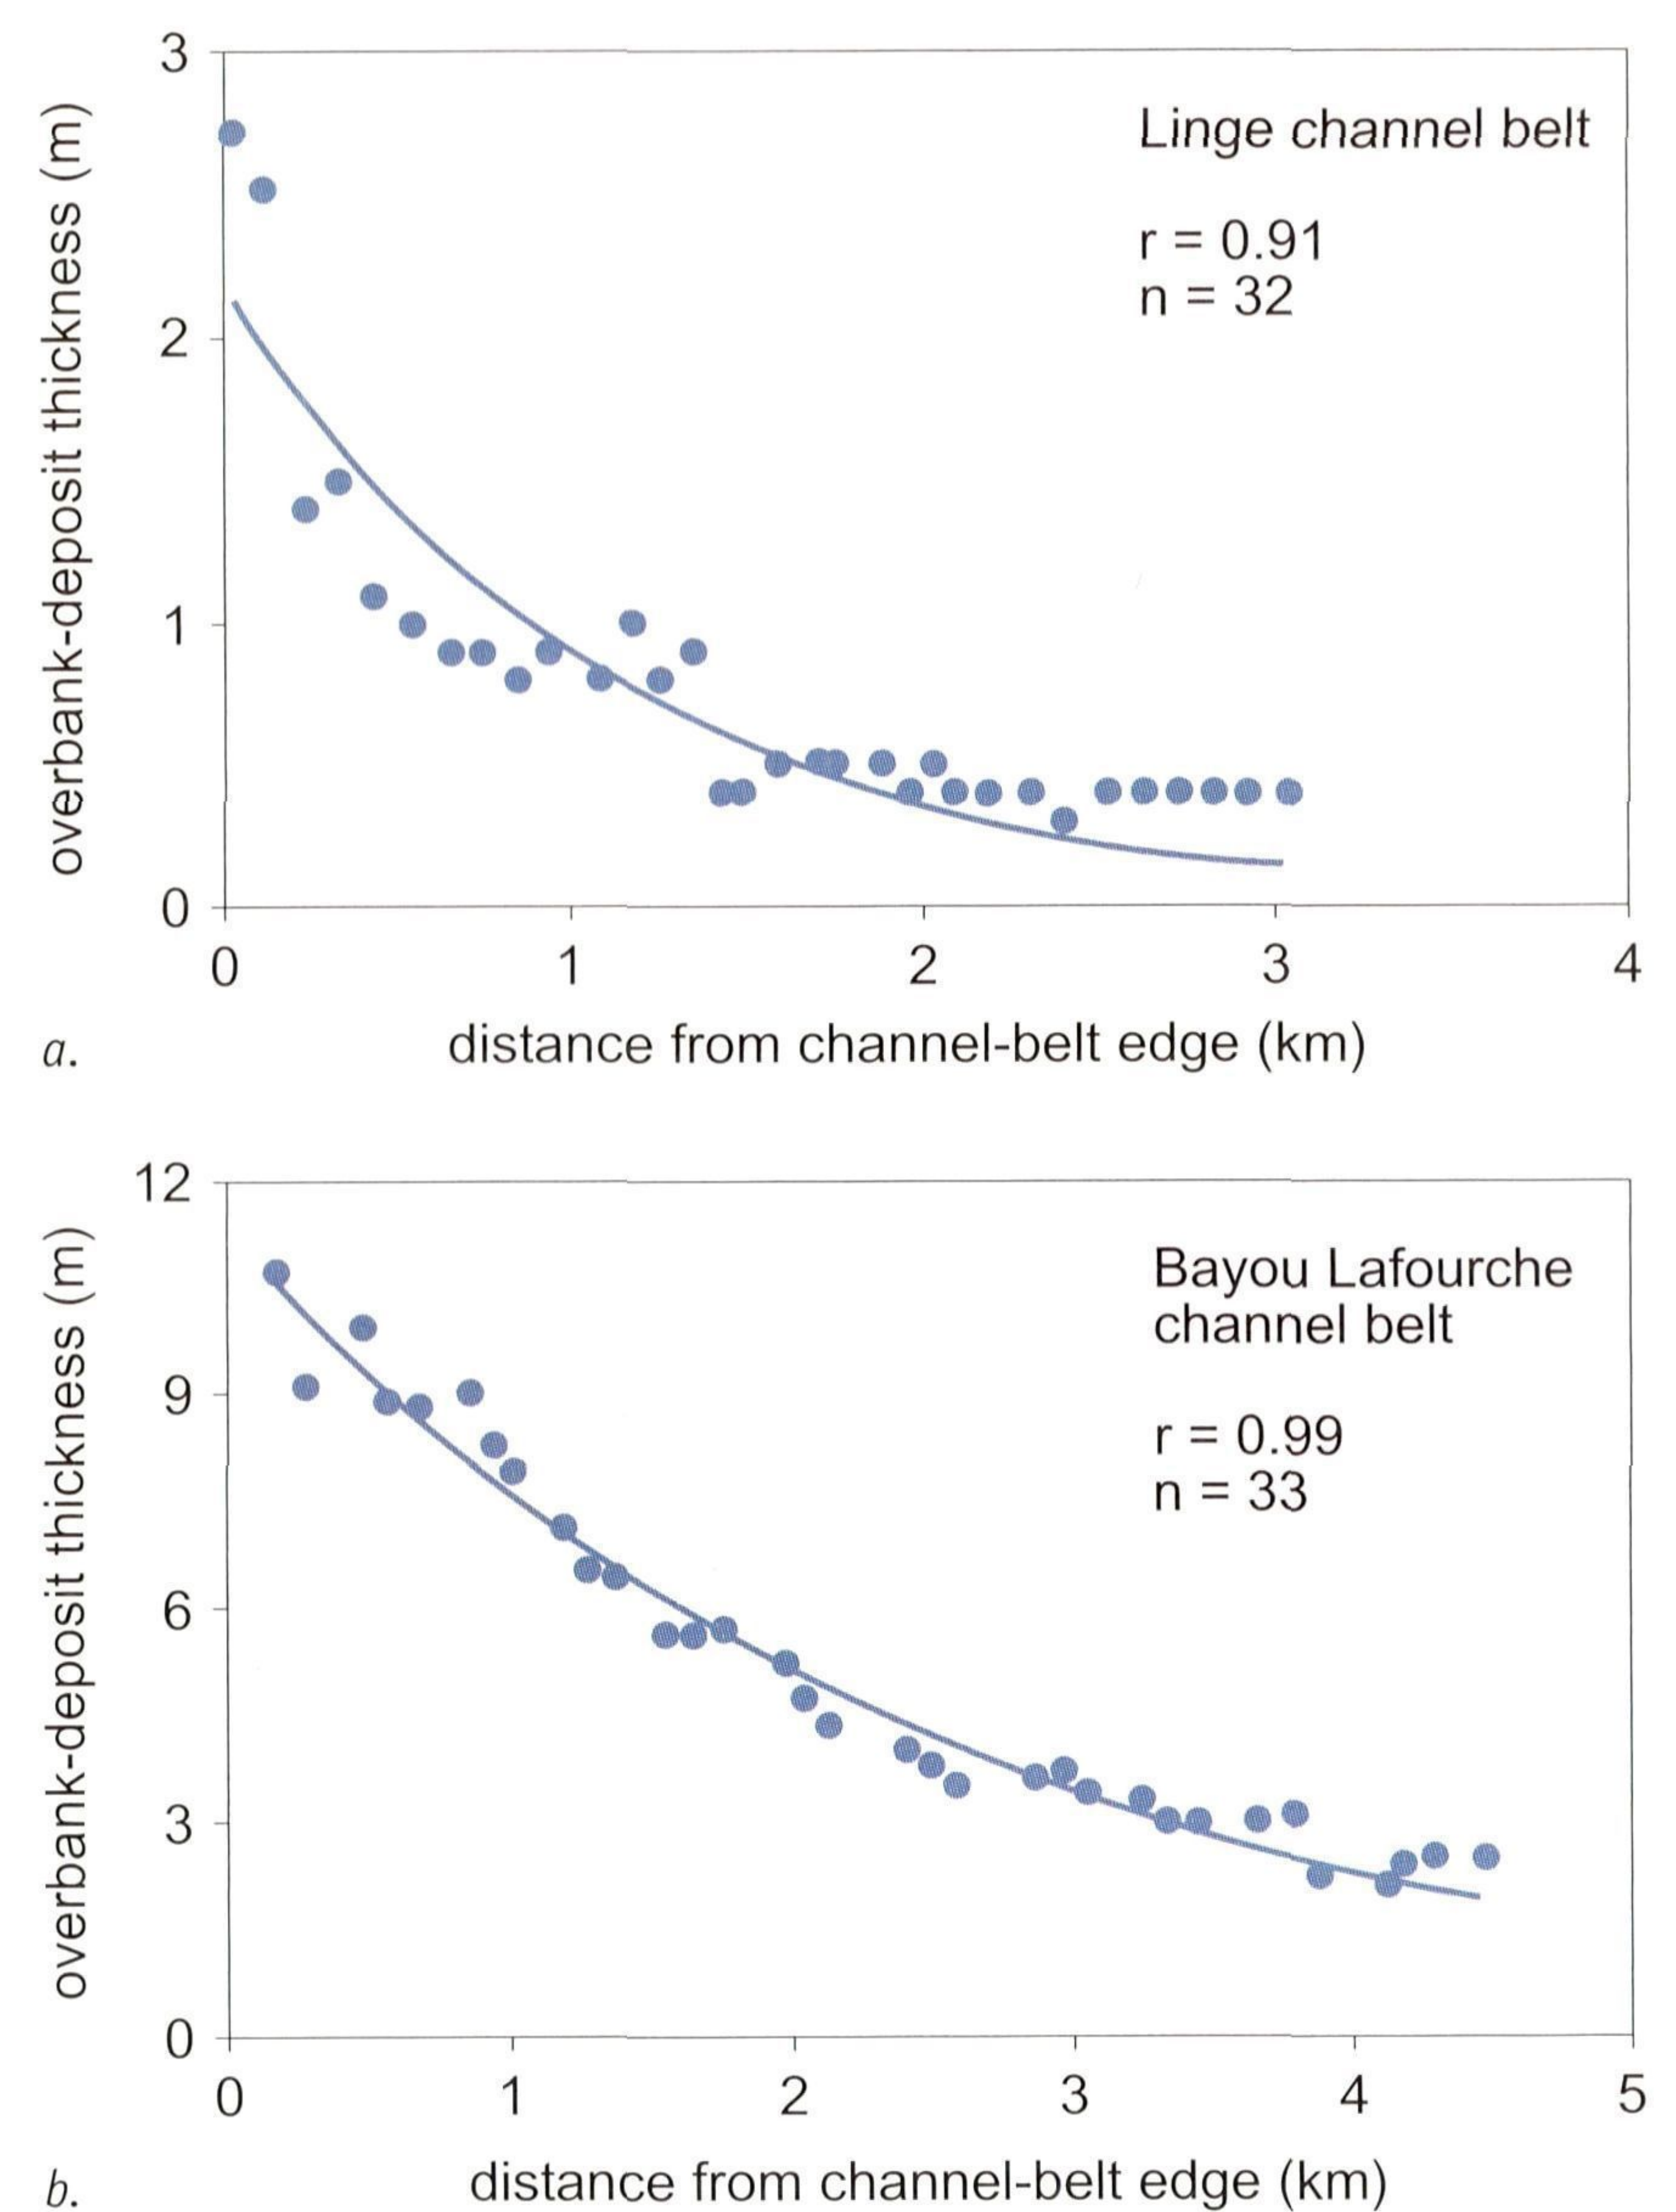 3
2
1
0
overbank-deposit thickness (m)
Linge channel belt
r = 0.91
n = 32
0 1 2 3 4
distance from channel-belt edge (km)
a.
12
9
6
3
0
overbank-deposit thickness (m)
Bayou Lafourche
channel belt
r = 0.99
n = 33
0 1 2 3 4 5
distance from channel-belt edge (km)
b.